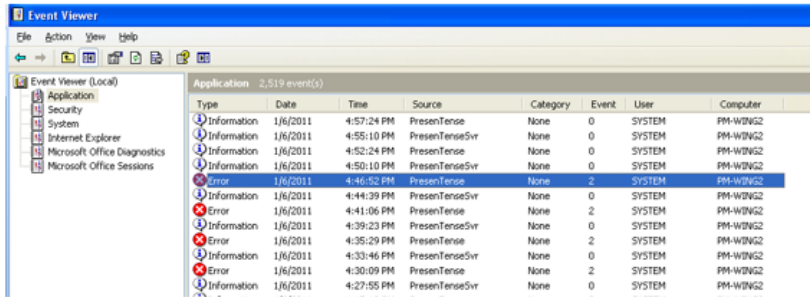 Event Viewer
File Action View Help
Event Viewer (Local)
Application
Security
System
Internet Explorer
Microsoft Office Diagnostics
Microsoft Office Sessions
Application 2,519 event(s)
Type Date Time Source Category Event User Computer
Information 1/6/2011 4:57:24 PM PresenTense None 0 SYSTEM PM-WING2
Information 1/6/2011 4:55:10 PM PresenTenseSvr None 0 SYSTEM PM-WING2
Information 1/6/2011 4:52:24 PM PresenTense None 0 SYSTEM PM-WING2
Information 1/6/2011 4:50:10 PM PresenTenseSvr None 0 SYSTEM PM-WING2
Error 1/6/2011 4:46:52 PM PresenTense None 2 SYSTEM PM-WING2
Information 1/6/2011 4:44:39 PM PresenTenseSvr None 0 SYSTEM PM-WING2
Error 1/6/2011 4:41:06 PM PresenTense None 2 SYSTEM PM-WING2
Information 1/6/2011 4:39:23 PM PresenTenseSvr None 0 SYSTEM PM-WING2
Error 1/6/2011 4:35:29 PM PresenTense None 2 SYSTEM PM-WING2
Information 1/6/2011 4:33:46 PM PresenTenseSvr None 0 SYSTEM PM-WING2
Error 1/6/2011 4:30:09 PM PresenTense None 2 SYSTEM PM-WING2
Information 1/6/2011 4:27:55 PM PresenTenseSvr None 0 SYSTEM PM-WING2